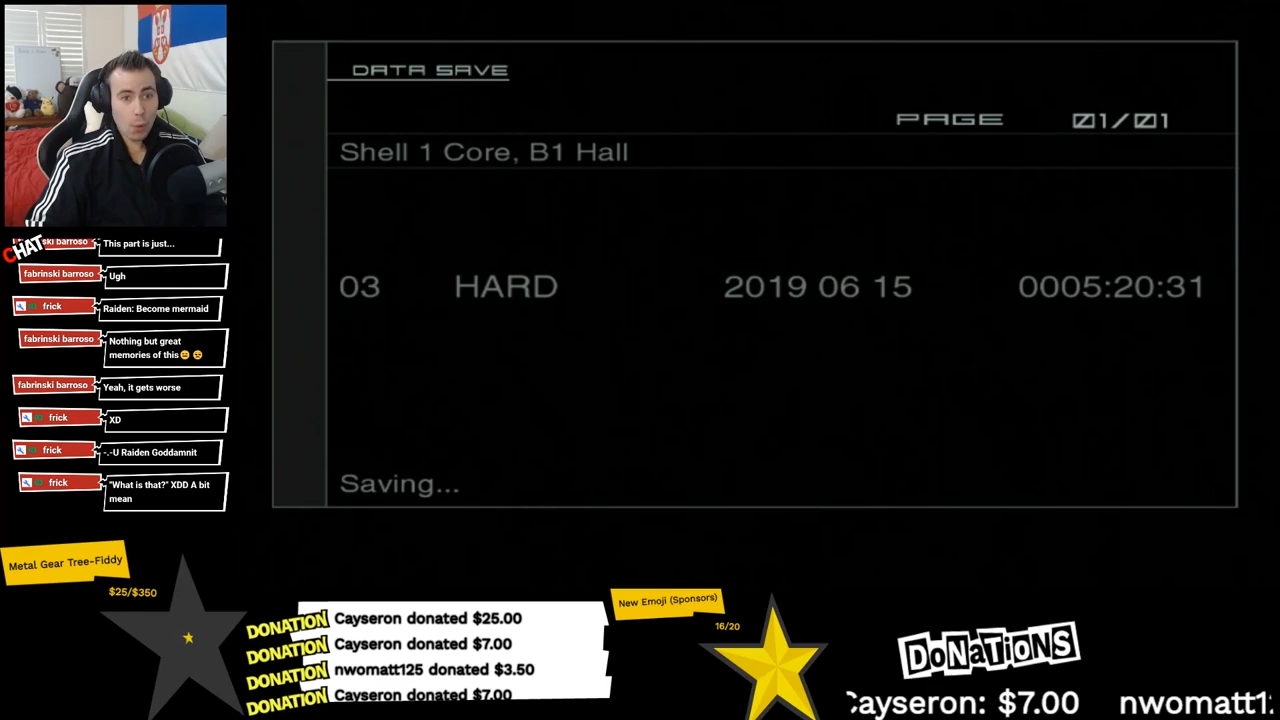 DATA SAVE
PAGE 01/01
Shell 1 Core, B1 Hall
03 HARD 2019 06 15 0005:20:31
Saving...
CHAT
ski barroso This part is just...
fabrinski barroso Ugh
frick Raiden: Become mermaid
fabrinski barroso Nothing but great
memories of this😑 😣
fabrinski barroso Yeah, it gets worse
frick XD
frick -.-U Raiden Goddamnit
frick "What is that?" XDD A bit
mean
Metal Gear Tree-Fiddy
$25/$350
DONATION Cayseron donated $25.00
DONATION Cayseron donated $7.00
DONATION nwomatt125 donated $3.50
DONATION Cayseron donated $7.00
New Emoji (Sponsors)
16/20
DONATIONS
Cayseron: $7.00 nwomatt1